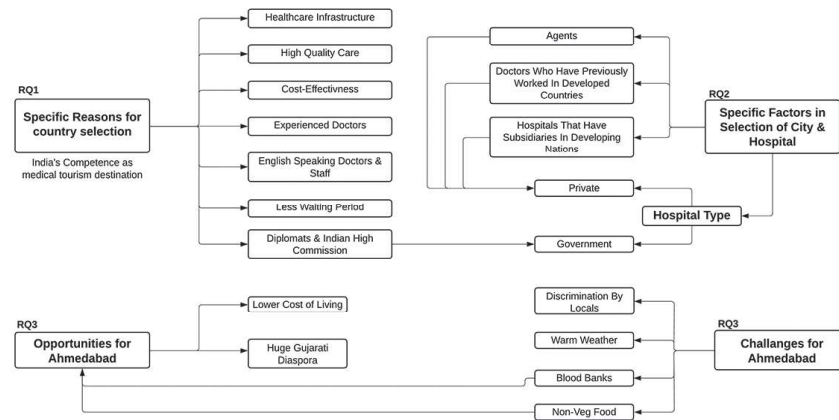 RQ1
Specific Reasons for
country selection
India's Competence as
medical tourism destination
Healthcare Infrastructure
High Quality Care
Cost-Effectivness
Experienced Doctors
English Speaking Doctors &
Staff
Less Waiting Period
Diplomats & Indian High
Commission
Agents
Doctors Who Have Previously
Worked In Developed
Countries
Hospitals That Have
Subsidiaries In Developing
Nations
Private
Government
RQ2
Specific Factors in
Selection of City &
Hospital
Hospital Type
RQ3
Opportunities for
Ahmedabad
Lower Cost of Living
Huge Gujarati
Diaspora
Discrimination By
Locals
Warm Weather
Blood Banks
Non-Veg Food
RQ3
Challanges for
Ahmedabad